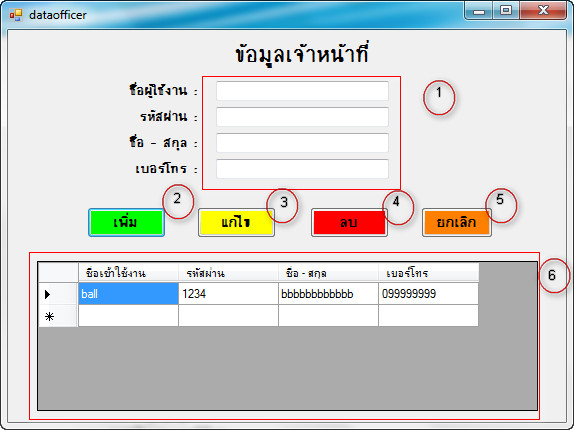 dataofficer
ข้อมูลเจ้าหน้าที่
ชื่อผู้ใช้งาน :
1
รหัสผ่าน :
ชื่อ - สกุล :
เบอร์โทร :
2 3 4 5
เพิ่ม แก้ไข ลบ ยกเลิก
6
ชื่อเข้าใช้งาน รหัสผ่าน ชื่อ - สกุล เบอร์โทร
ball 1234 bbbbbbbbbbbb 099999999